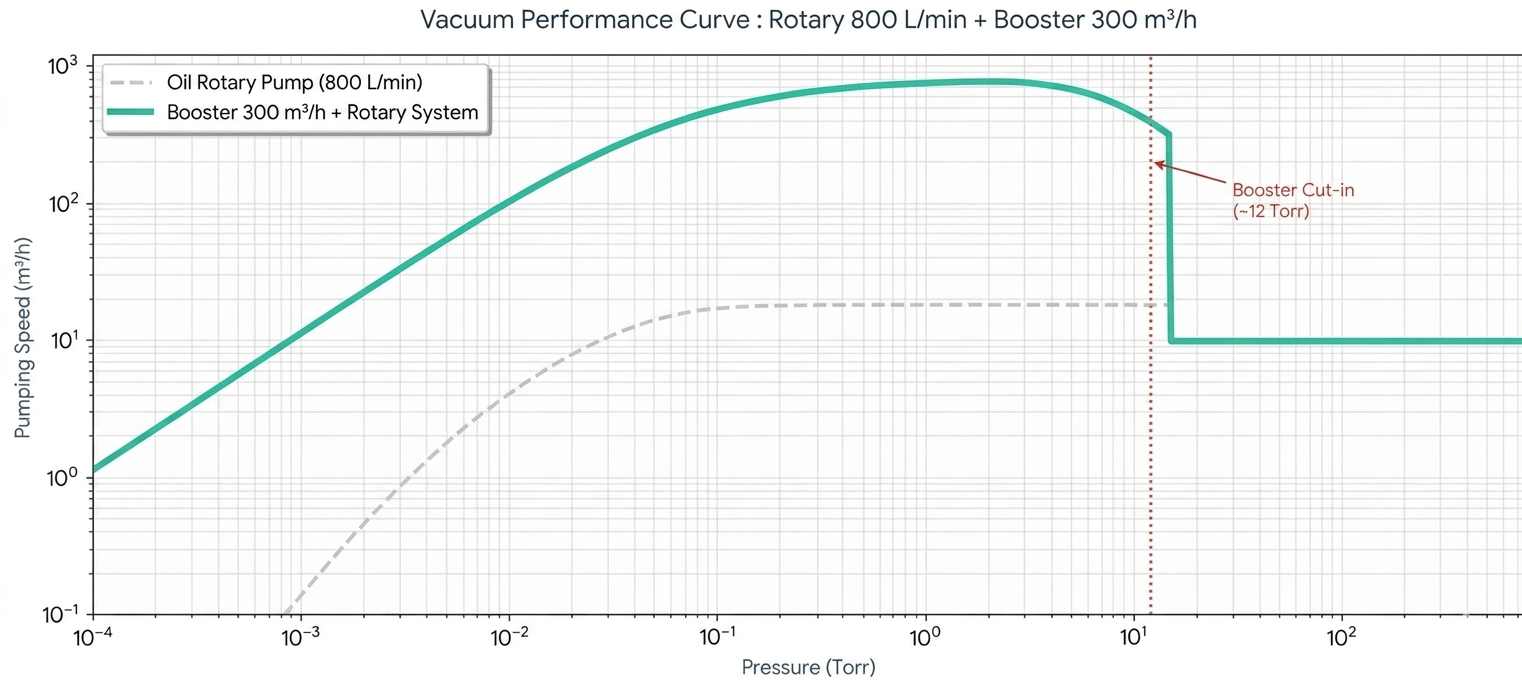 Vacuum Performance Curve : Rotary 800 L/min + Booster 300 m³/h
Oil Rotary Pump (800 L/min)
Booster 300 m³/h + Rotary System
Booster Cut-in
(~12 Torr)
Pumping Speed (m³/h)
10³
10²
10¹
10⁰
10⁻¹
10⁻⁴ 10⁻³ 10⁻² 10⁻¹ 10⁰ 10¹ 10²
Pressure (Torr)